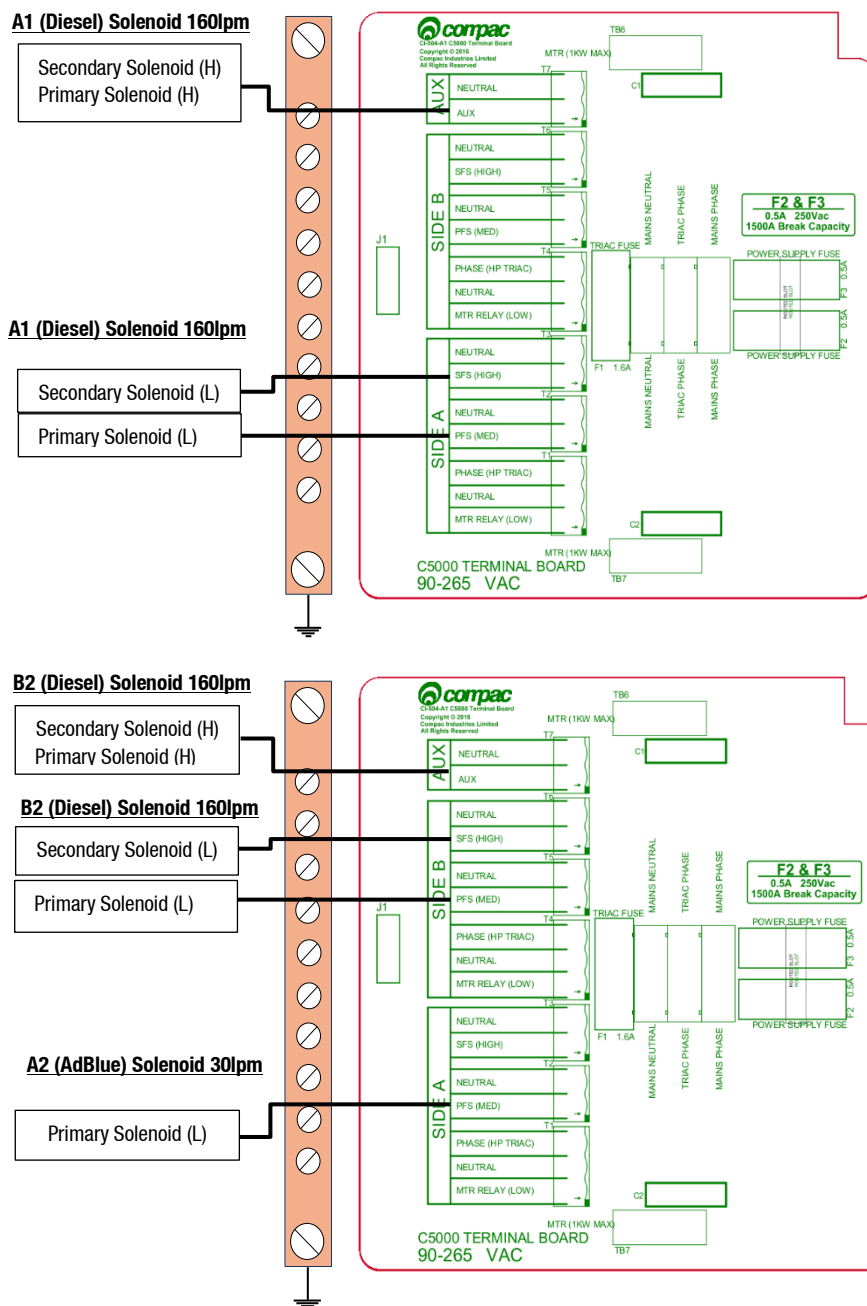 A1 (Diesel) Solenoid 160lpm
Secondary Solenoid (H)
Primary Solenoid (H)
A1 (Diesel) Solenoid 160lpm
Secondary Solenoid (L)
Primary Solenoid (L)
compac
CI-504-A1 C5000 Terminal Board
Copyright © 2016
Compac Industries Limited
All Rights Reserved
MTR (1KW MAX)
TB6
C1
T7
AUX
NEUTRAL
AUX
T6
SIDE B
NEUTRAL
SFS (HIGH)
T5
NEUTRAL
PFS (MED)
T4
PHASE (HP TRIAC)
NEUTRAL
MTR RELAY (LOW)
J1
T3
SIDE A
NEUTRAL
SFS (HIGH)
T2
NEUTRAL
PFS (MED)
T1
PHASE (HP TRIAC)
NEUTRAL
MTR RELAY (LOW)
TRIAC FUSE
F1 1.6A
MAINS NEUTRAL
TRIAC PHASE
MAINS PHASE
MAINS NEUTRAL
TRIAC PHASE
MAINS PHASE
F2 & F3
0.5A 250Vac
1500A Break Capacity
POWER SUPPLY FUSE
F3 0.5A
ROUTED SLOT
ROUTED SLOT
F2 0.5A
POWER SUPPLY FUSE
C2
MTR (1KW MAX)
TB7
C5000 TERMINAL BOARD
90-265 VAC
B2 (Diesel) Solenoid 160lpm
Secondary Solenoid (H)
Primary Solenoid (H)
B2 (Diesel) Solenoid 160lpm
Secondary Solenoid (L)
Primary Solenoid (L)
A2 (AdBlue) Solenoid 30lpm
Primary Solenoid (L)
compac
CI-504-A1 C5000 Terminal Board
Copyright © 2016
Compac Industries Limited
All Rights Reserved
MTR (1KW MAX)
TB6
C1
T7
AUX
NEUTRAL
AUX
T6
SIDE B
NEUTRAL
SFS (HIGH)
T5
NEUTRAL
PFS (MED)
T4
PHASE (HP TRIAC)
NEUTRAL
MTR RELAY (LOW)
J1
T3
SIDE A
NEUTRAL
SFS (HIGH)
T2
NEUTRAL
PFS (MED)
T1
PHASE (HP TRIAC)
NEUTRAL
MTR RELAY (LOW)
TRIAC FUSE
F1 1.6A
MAINS NEUTRAL
TRIAC PHASE
MAINS PHASE
MAINS NEUTRAL
TRIAC PHASE
MAINS PHASE
F2 & F3
0.5A 250Vac
1500A Break Capacity
POWER SUPPLY FUSE
F3 0.5A
ROUTED SLOT
ROUTED SLOT
F2 0.5A
POWER SUPPLY FUSE
C2
MTR (1KW MAX)
TB7
C5000 TERMINAL BOARD
90-265 VAC